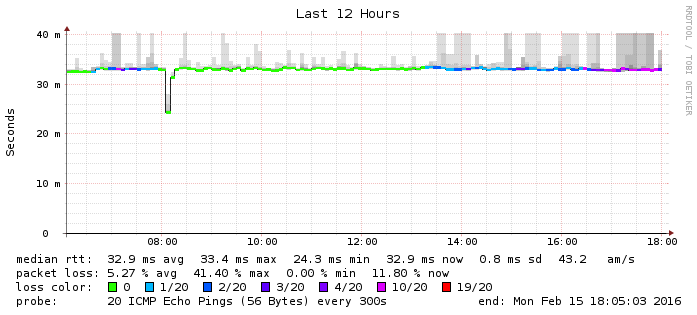 Last 12 Hours
RRDTOOL / TOBI OETIKER
Seconds
40 m
30 m
20 m
10 m
0
08:00 10:00 12:00 14:00 16:00 18:00
median rtt: 32.9 ms avg 33.4 ms max 24.3 ms min 32.9 ms now 0.8 ms sd 43.2 am/s
packet loss: 5.27 % avg 41.40 % max 0.00 % min 11.80 % now
loss color: 0 1/20 2/20 3/20 4/20 10/20 19/20
probe: 20 ICMP Echo Pings (56 Bytes) every 300s end: Mon Feb 15 18:05:03 2016